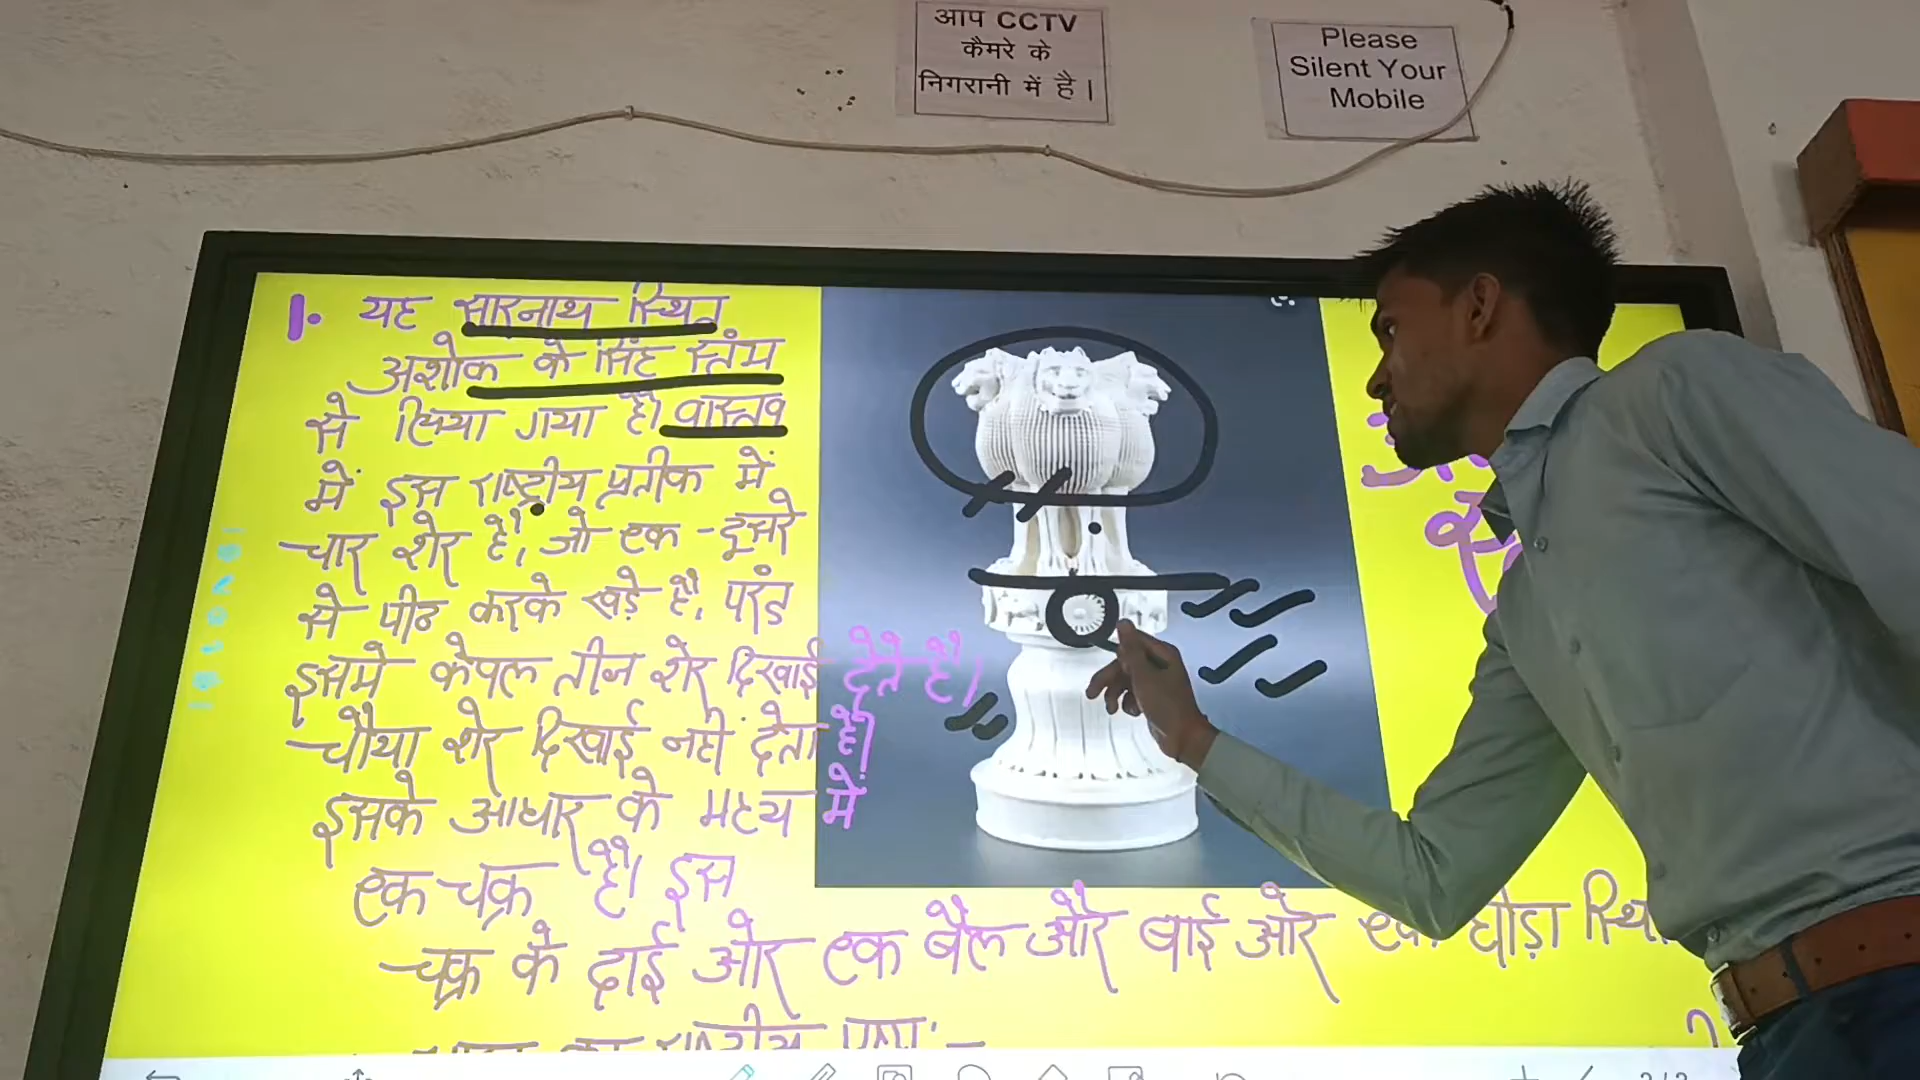 आप CCTV
कैमरे के
निगरानी में है।
Please
Silent Your
Mobile
1. यह सारनाथ स्थित
अशोक के सिंह स्तंभ
से लिया गया है। वास्तव
में इस राष्ट्रीय प्रतीक में
चार शेर हैं, जो एक-दूसरे
से पीठ करके खड़े हैं, परंतु
इसमे केवल तीन शेर दिखाई देते है।
चौथा शेर दिखाई नही देता है।
इसके आधार के मध्य में
एक चक्र है। इस
चक्र के दाई ओर एक बैल और बाई ओर घोड़ा